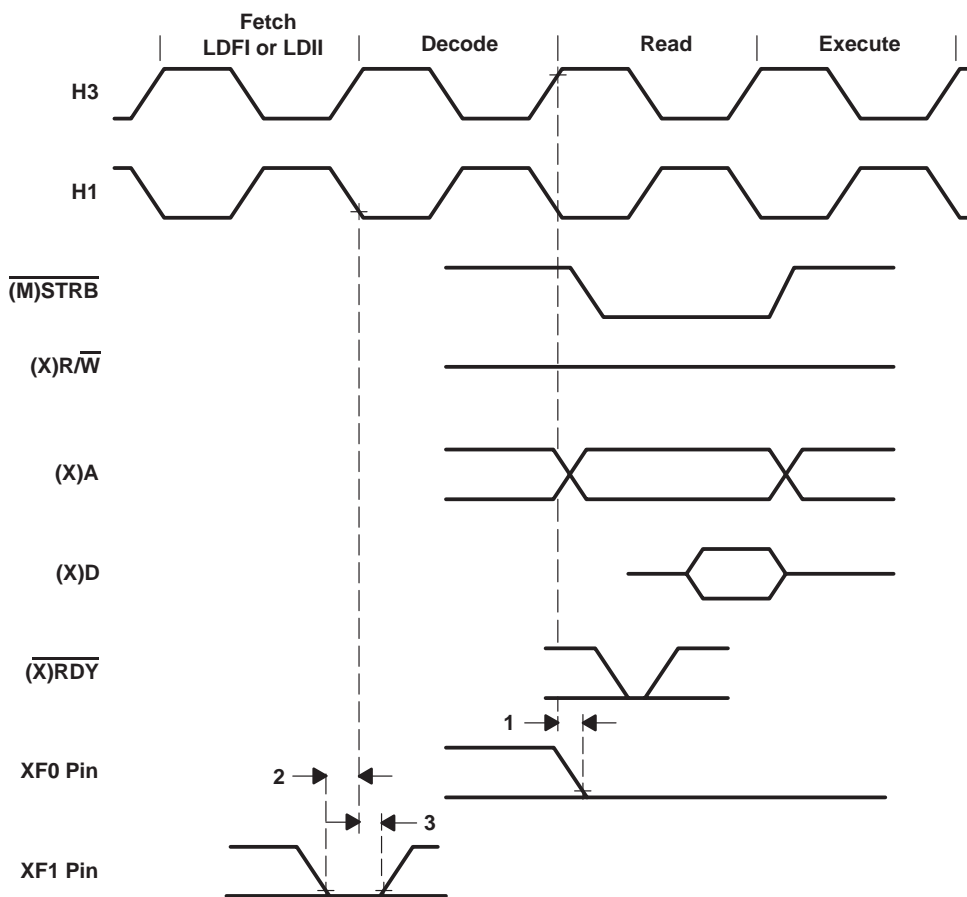 Fetch
LDFI or LDII
Decode
Read
Execute
H3
H1
(M)STRB
(X)R/W
(X)A
(X)D
(X)RDY
1
XF0 Pin
2
3
XF1 Pin